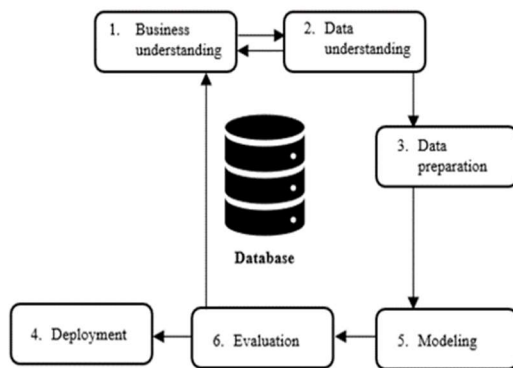 1. Business
understanding
2. Data
understanding
3. Data
preparation
Database
4. Deployment
6. Evaluation
5. Modeling